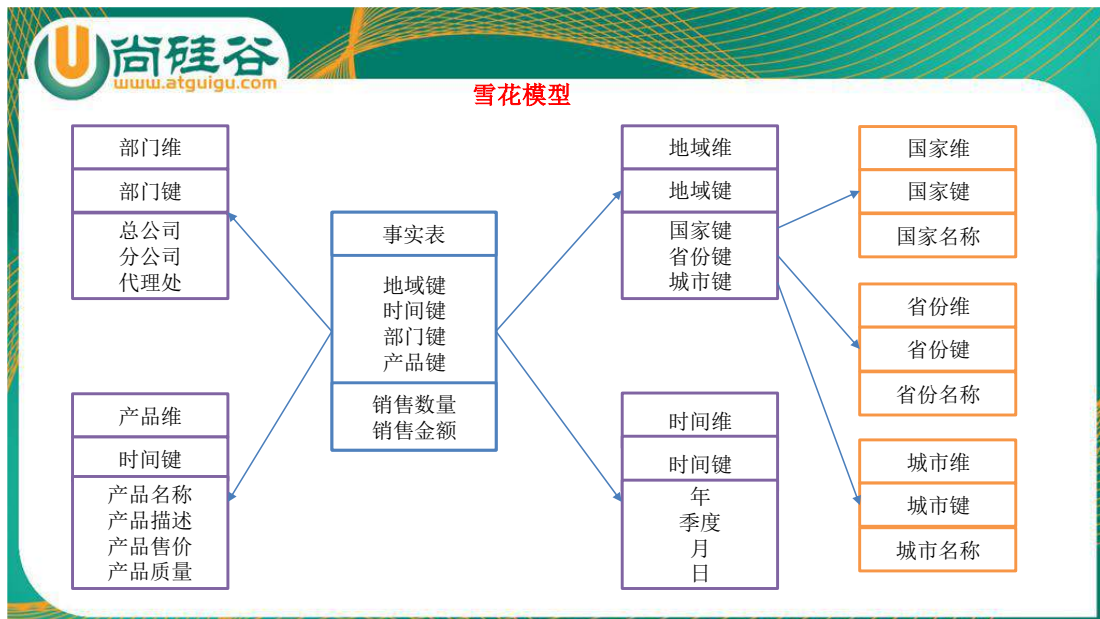 尚硅谷
www.atguigu.com
雪花模型
部门维
部门键
总公司
分公司
代理处
产品维
时间键
产品名称
产品描述
产品售价
产品质量
事实表
地域键
时间键
部门键
产品键
销售数量
销售金额
地域维
地域键
国家键
省份键
城市键
时间维
时间键
年
季度
月
日
国家维
国家键
国家名称
省份维
省份键
省份名称
城市维
城市键
城市名称